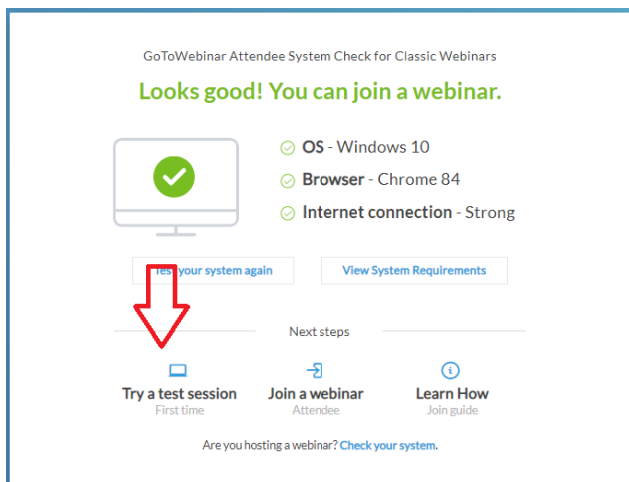 GoToWebinar Attendee System Check for Classic Webinars
Looks good! You can join a webinar.
OS - Windows 10
Browser - Chrome 84
Internet connection - Strong
Test your system again
View System Requirements
Next steps
Try a test session
First time
Join a webinar
Attendee
Learn How
Join guide
Are you hosting a webinar? Check your system.